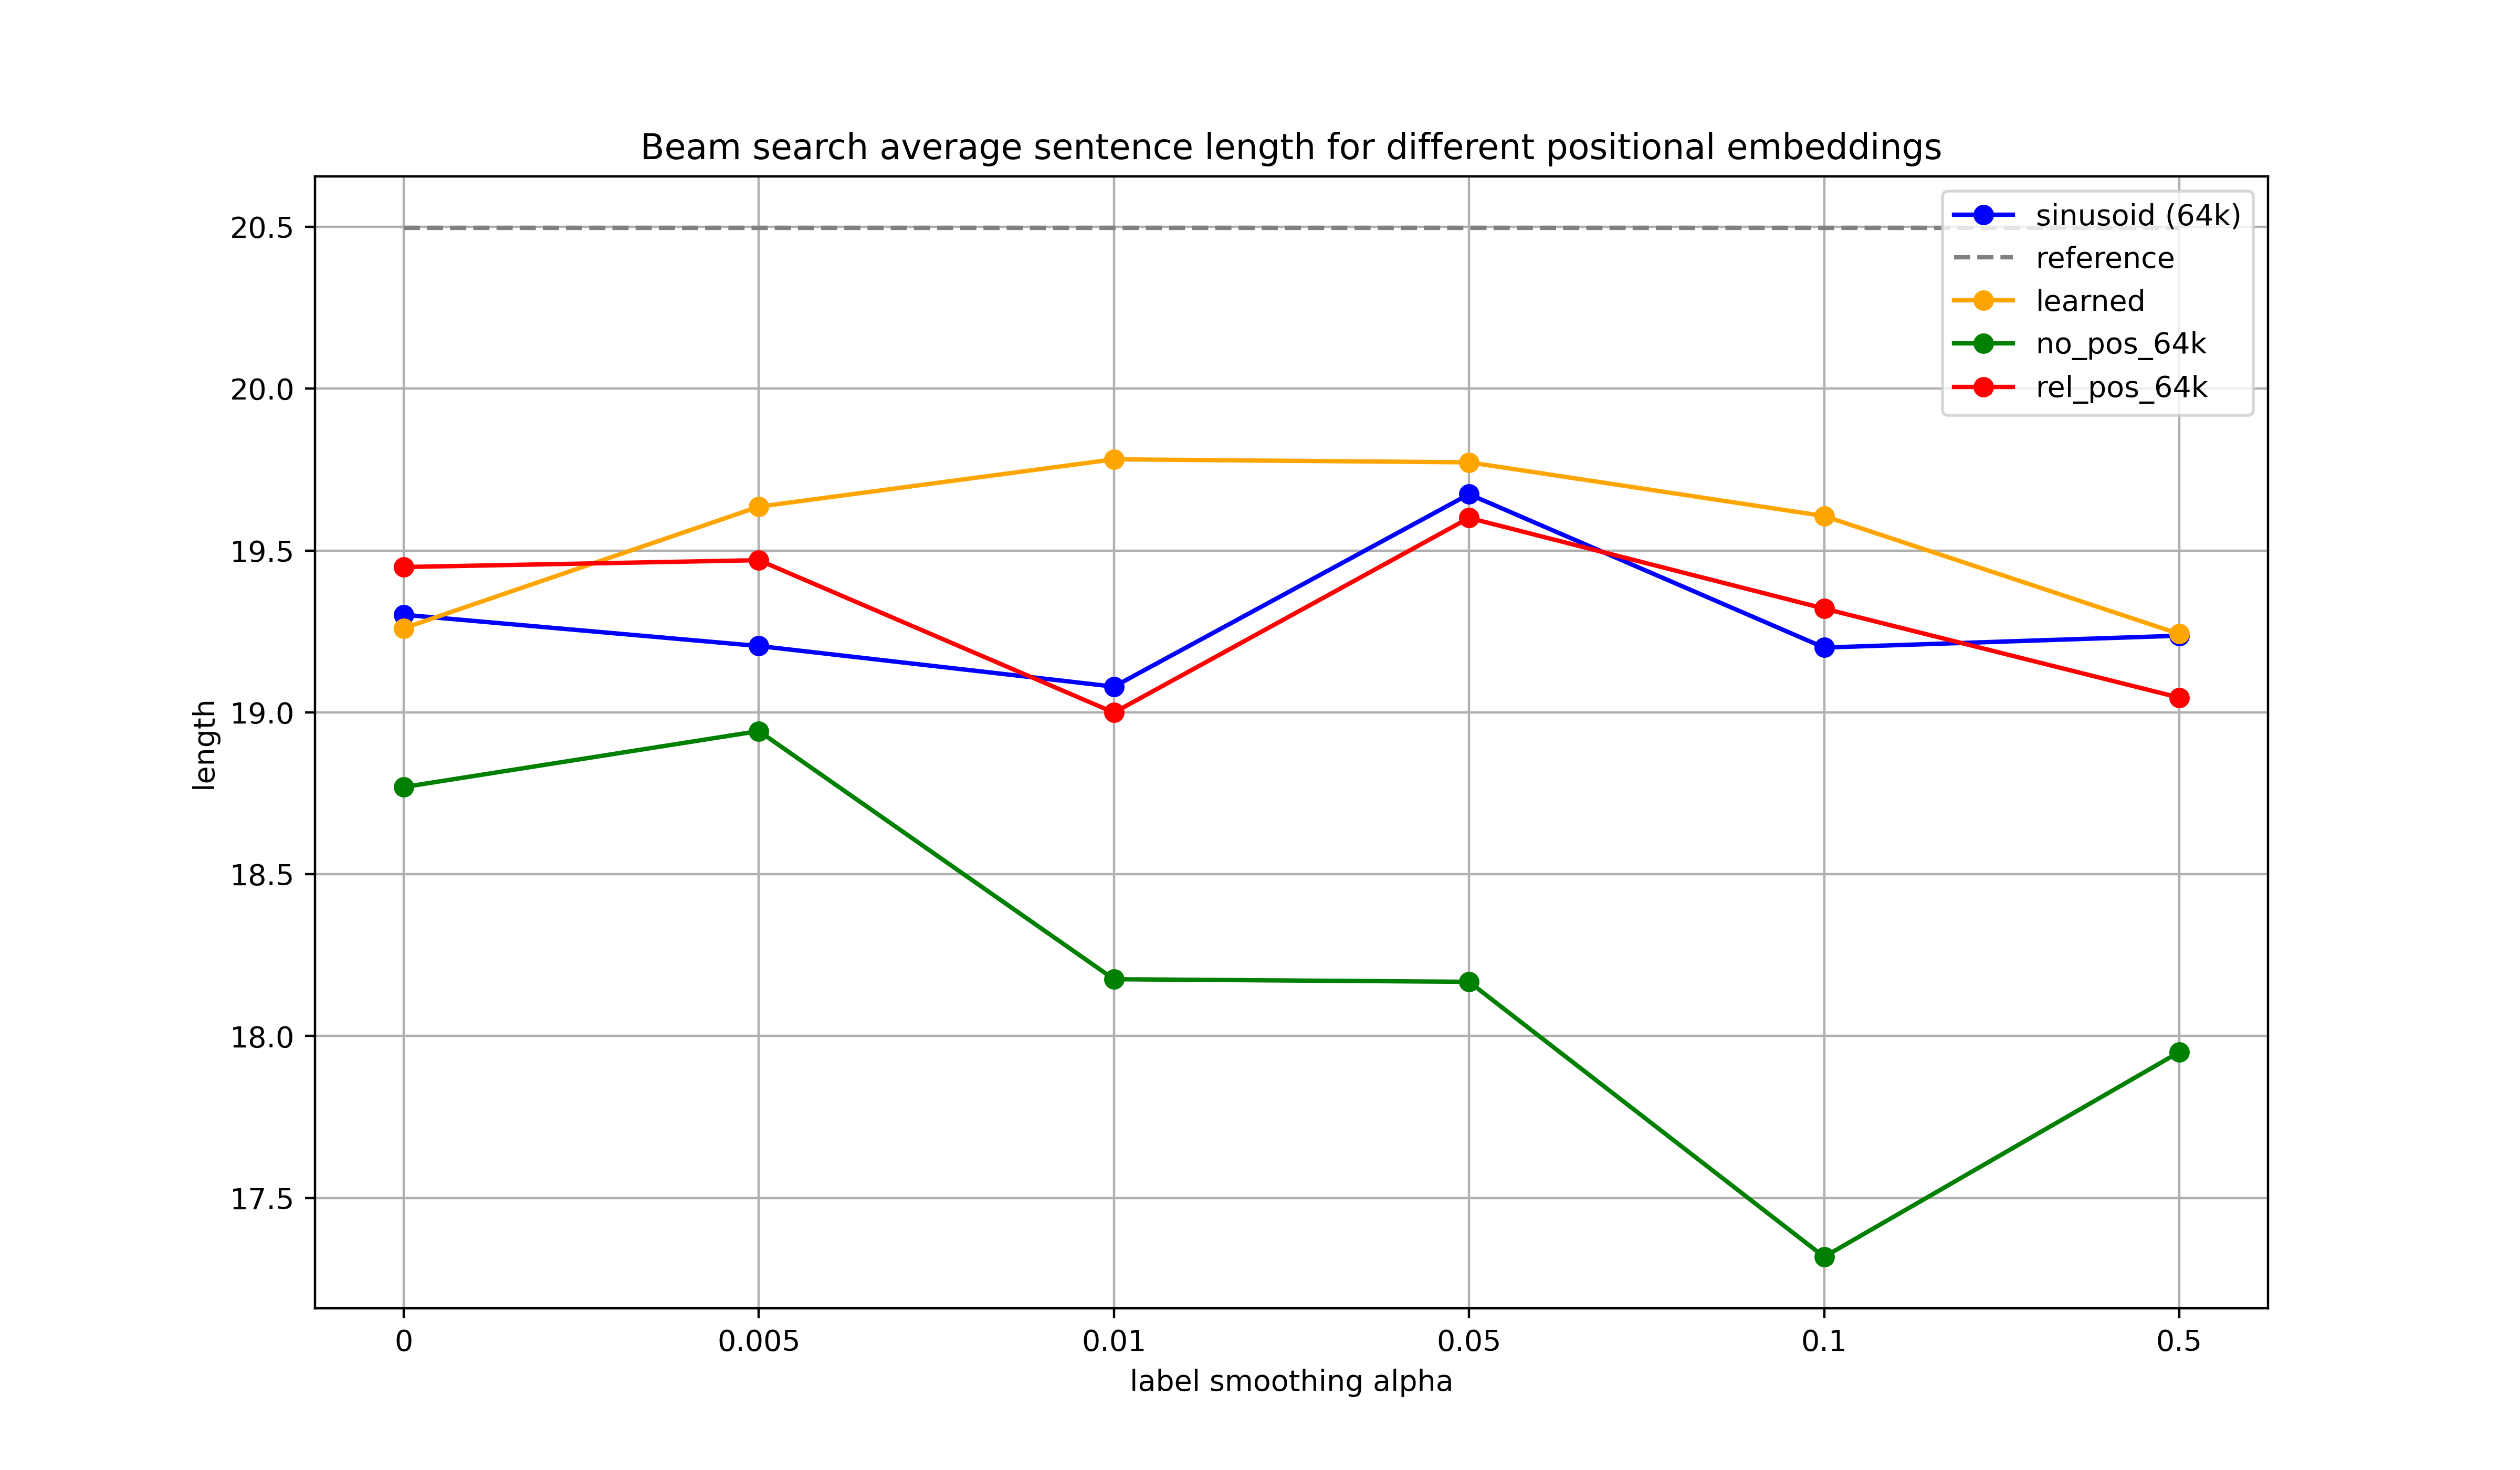 Beam search average sentence length for different positional embeddings
sinusoid (64k)
reference
learned
no_pos_64k
rel_pos_64k
length
20.5
20.0
19.5
19.0
18.5
18.0
17.5
0 0.005 0.01 0.05 0.1 0.5
label smoothing alpha